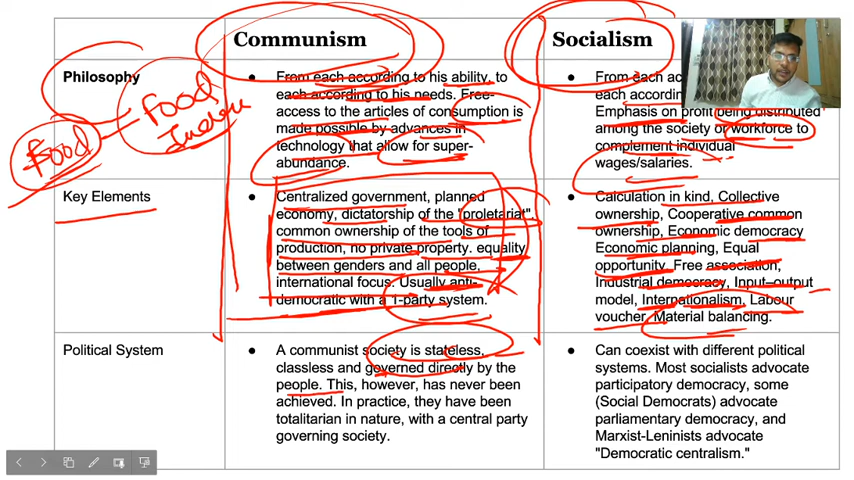 Communism
Socialism
Philosophy
From each according to his ability, to
each according to his needs. Free-
access to the articles of consumption is
made possible by advances in
technology that allow for super-
abundance.
From each
each according
Emphasis on profit being distributed
among the society or workforce to
complement individual
wages/salaries.
Food
Food
Key Elements
Centralized government, planned
economy, dictatorship of the "proletariat",
common ownership of the tools of
production, no private property. equality
between genders and all people,
international focus. Usually anti-
democratic with a 1-party system.
Calculation in kind, Collective
ownership, Cooperative common
ownership, Economic democracy
Economic planning, Equal
opportunity, Free association,
Industrial democracy, Input–output
model, Internationalism, Labour
voucher, Material balancing.
Political System
A communist society is stateless,
classless and governed directly by the
people. This, however, has never been
achieved. In practice, they have been
totalitarian in nature, with a central party
governing society.
Can coexist with different political
systems. Most socialists advocate
participatory democracy, some
(Social Democrats) advocate
parliamentary democracy, and
Marxist-Leninists advocate
"Democratic centralism."